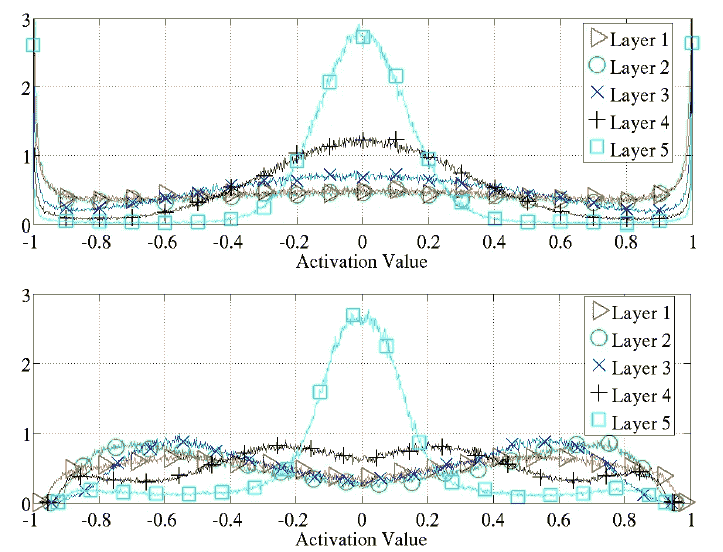 3
2
1
0
Layer 1
Layer 2
Layer 3
Layer 4
Layer 5
-1 -0.8 -0.6 -0.4 -0.2 0 0.2 0.4 0.6 0.8 1
Activation Value
3
2
1
0
Layer 1
Layer 2
Layer 3
Layer 4
Layer 5
-1 -0.8 -0.6 -0.4 -0.2 0 0.2 0.4 0.6 0.8 1
Activation Value